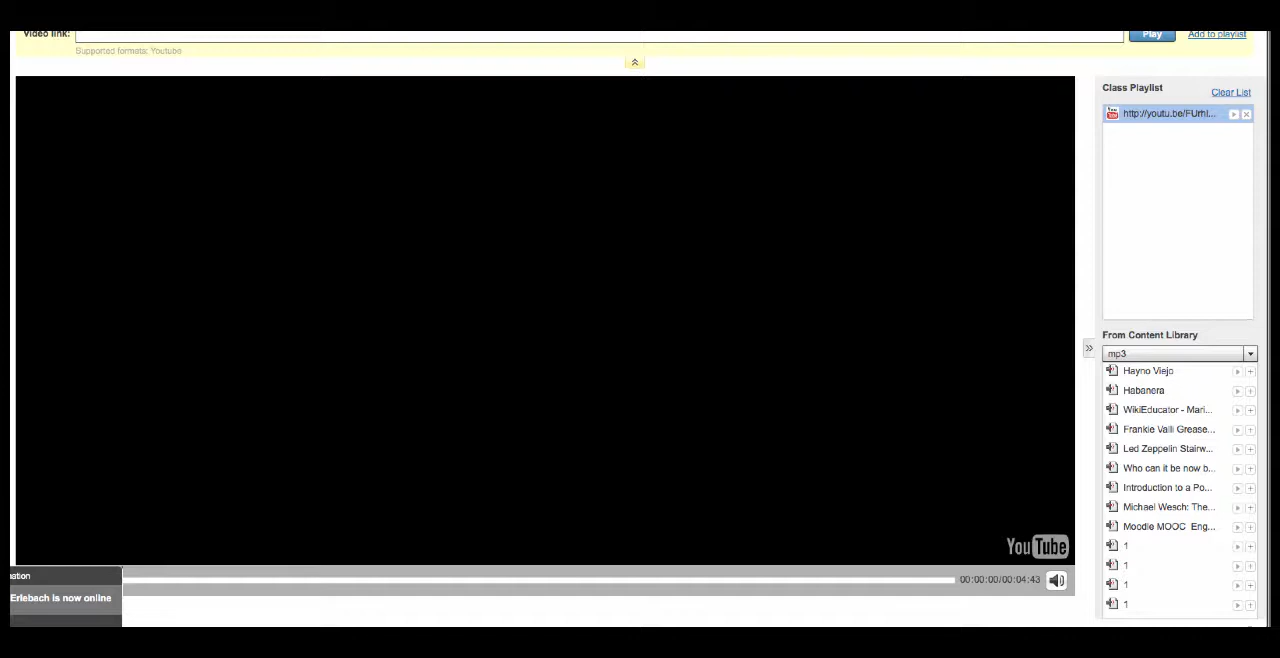 Video link:
Play
Add to playlist
Supported formats: Youtube
Class Playlist
Clear List
http://youtu.be/FUrhl...
From Content Library
mp3
Hayno Viejo
Habanera
WikiEducator - Mari...
Frankie Valli Grease...
Led Zeppelin Stairw...
Who can it be now b...
Introduction to a Po...
Michael Wesch: The...
Moodle MOOC Eng...
1
1
1
1
YouTube
00:00:00/00:04:43
ation
Erlebach is now online